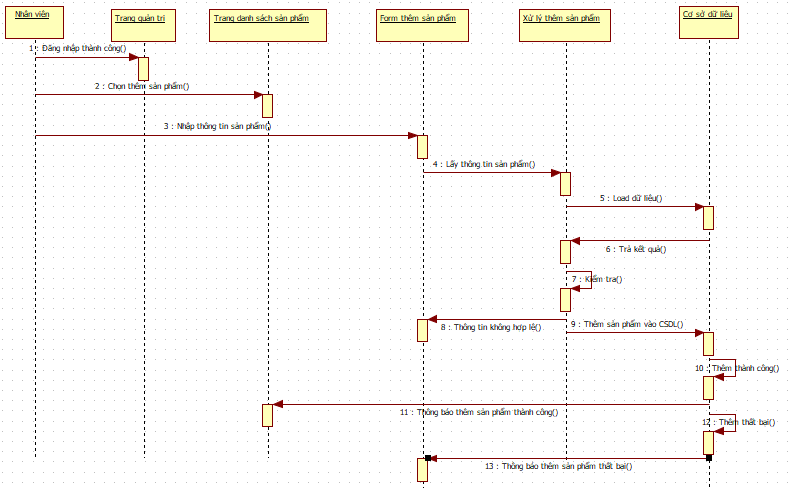 Nhân viên
Trang quản trị
Trang danh sách sản phẩm
Form thêm sản phẩm
Xử lý thêm sản phẩm
Cơ sở dữ liệu
1 : Đăng nhập thành công()
2 : Chọn thêm sản phẩm()
3 : Nhập thông tin sản phẩm()
4 : Lấy thông tin sản phẩm()
5 : Load dữ liệu()
6 : Trả kết quả()
7 : Kiểm tra()
8 : Thông tin không hợp lệ()
9 : Thêm sản phẩm vào CSDL()
10 : Thêm thành công()
11 : Thông báo thêm sản phẩm thành công()
12 : Thêm thất bại()
13 : Thông báo thêm sản phẩm thất bại()